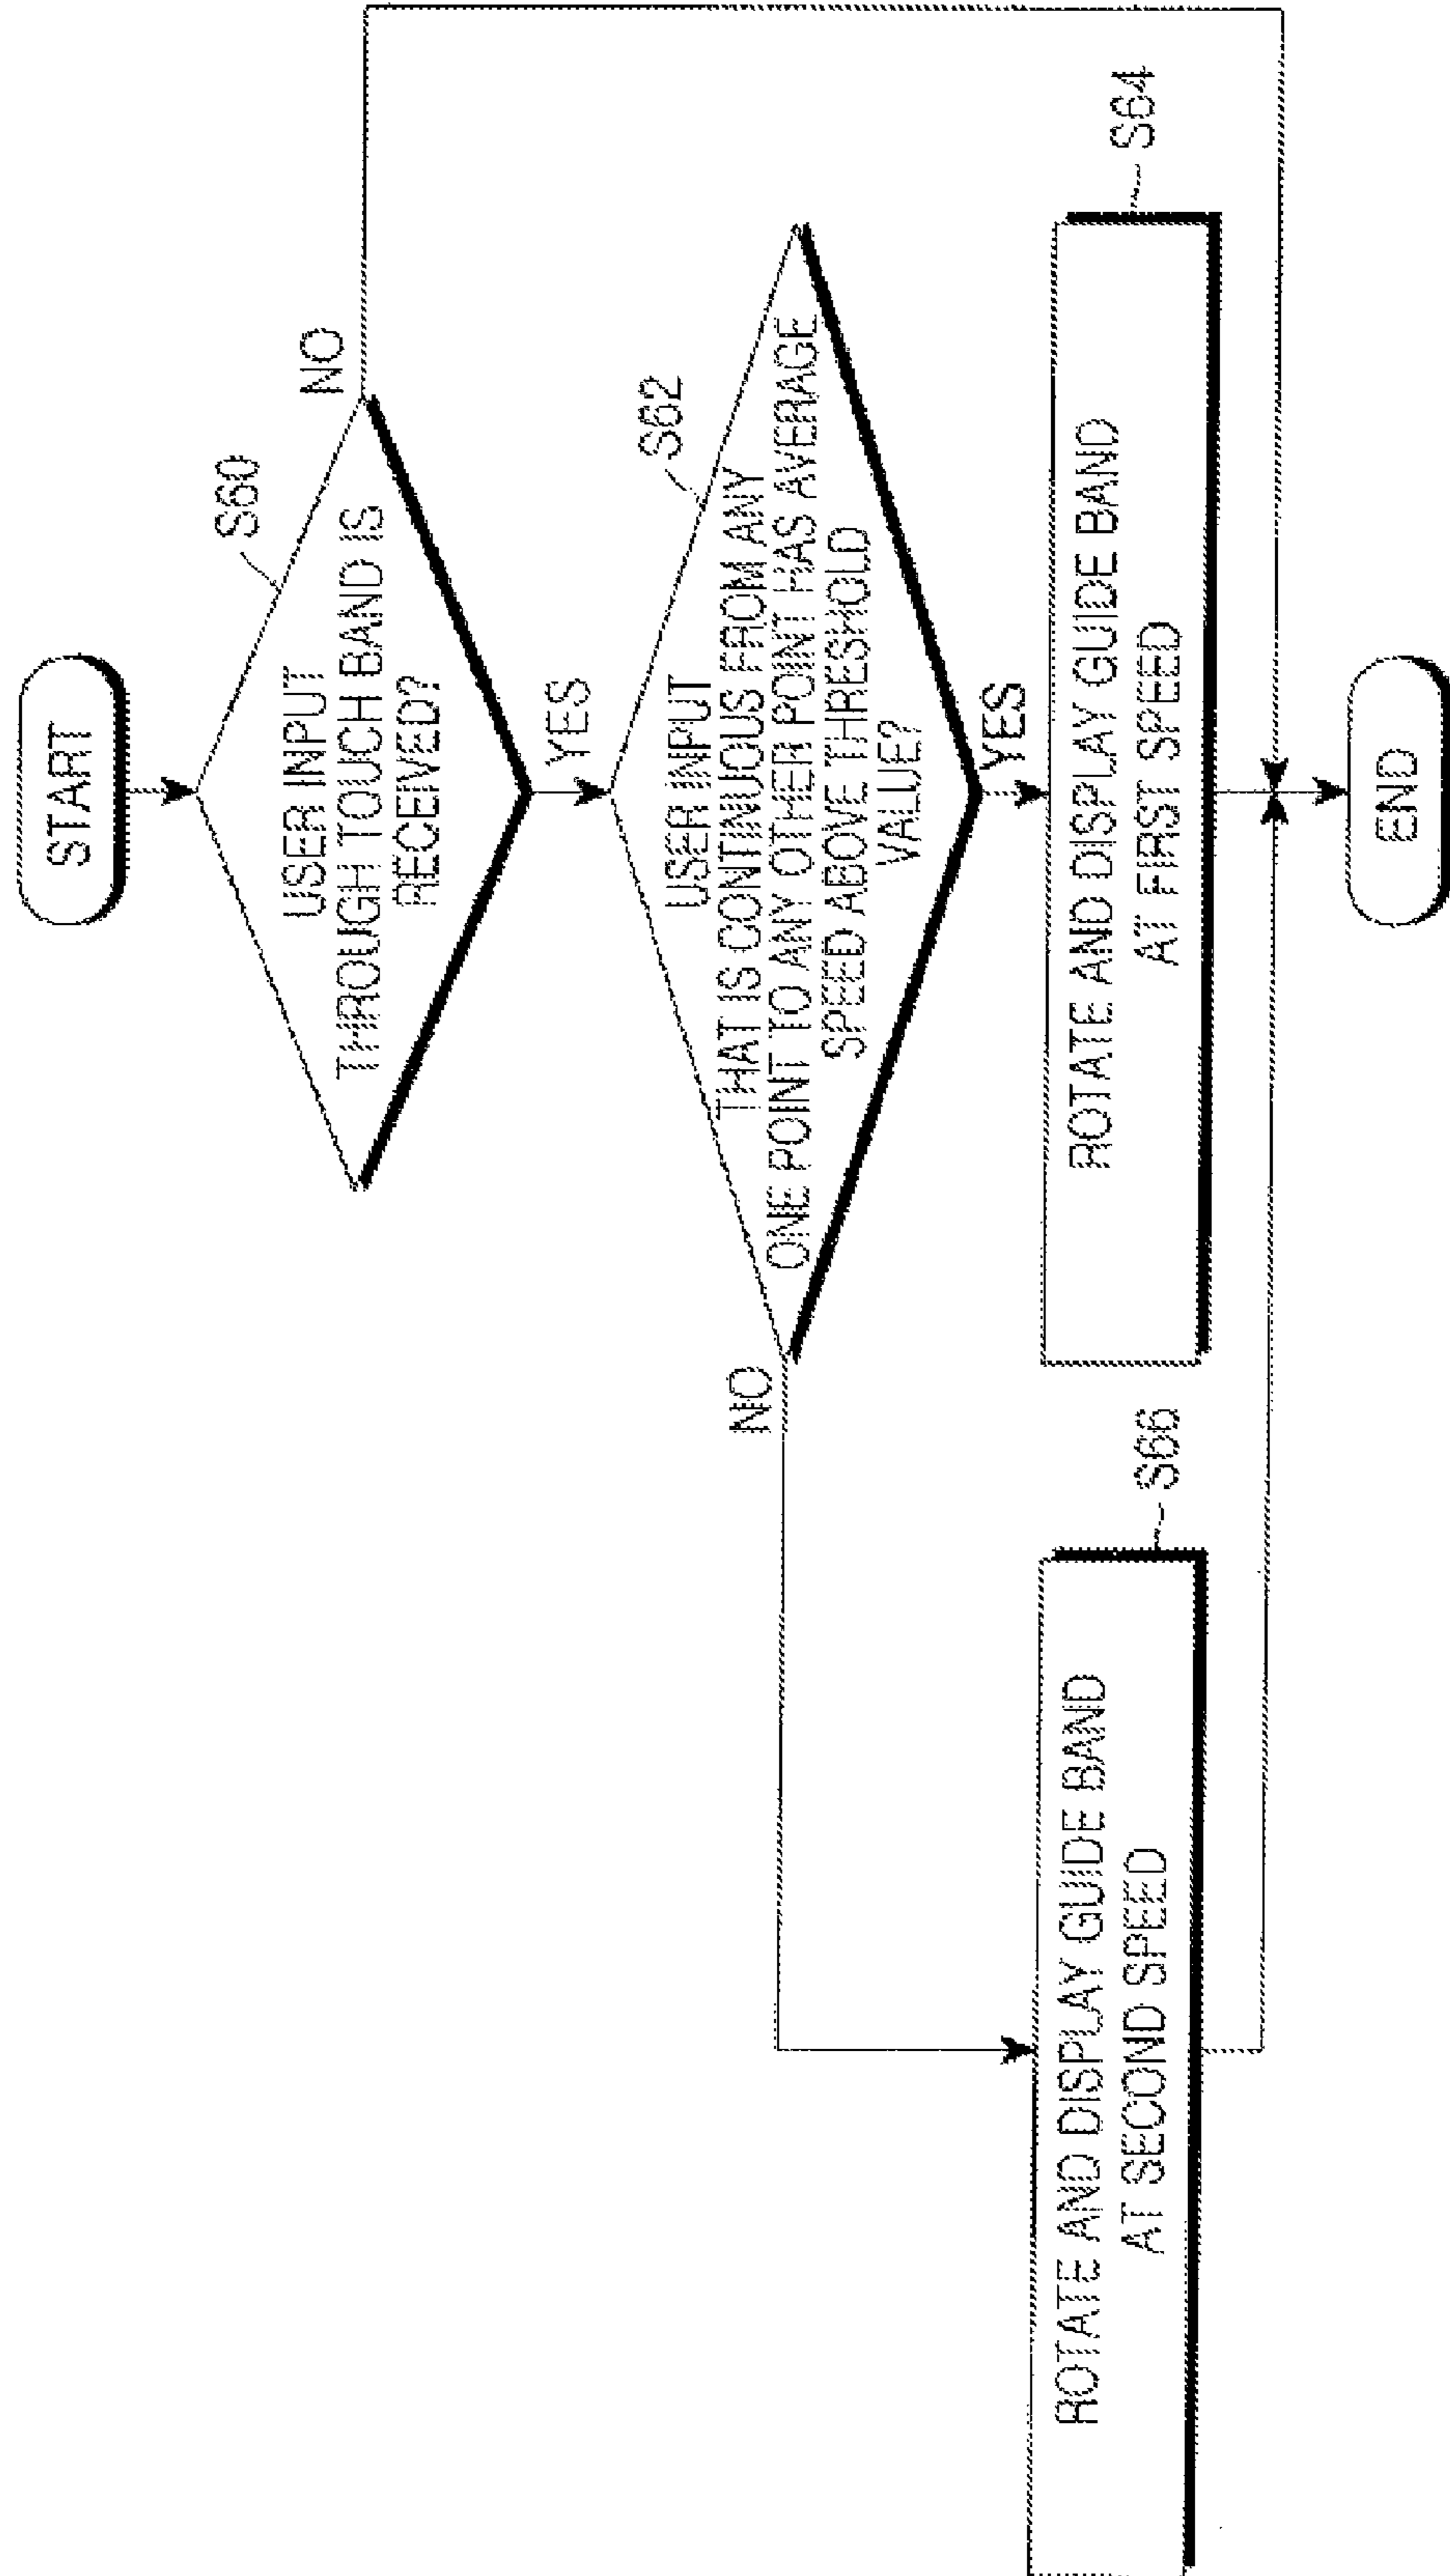 START
S60
USER INPUT
THROUGH TOUCH BAND IS
RECEIVED?
NO
YES
S62
USER INPUT
THAT IS CONTINUOUS FROM ANY
ONE POINT TO ANY OTHER POINT HAS AVERAGE
SPEED ABOVE THRESHOLD
VALUE?
NO
YES
S66
ROTATE AND DISPLAY GUIDE BAND
AT SECOND SPEED
S64
ROTATE AND DISPLAY GUIDE BAND
AT FIRST SPEED
END